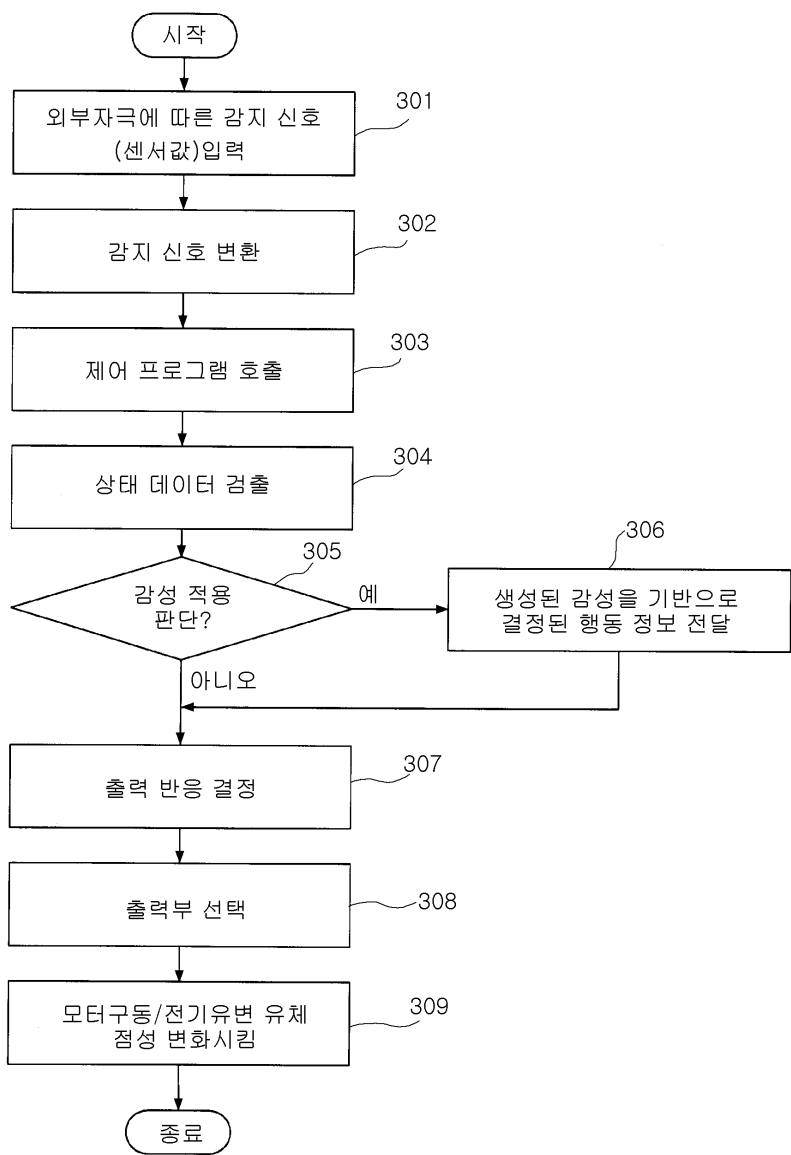 시작
외부자극에 따른 감지 신호
(센서값)입력
301
감지 신호 변환
302
제어 프로그램 호출
303
상태 데이터 검출
304
감성 적용
판단?
305
예
생성된 감성을 기반으로
결정된 행동 정보 전달
306
아니오
출력 반응 결정
307
출력부 선택
308
모터구동/전기유변 유체
점성 변화시킴
309
종료